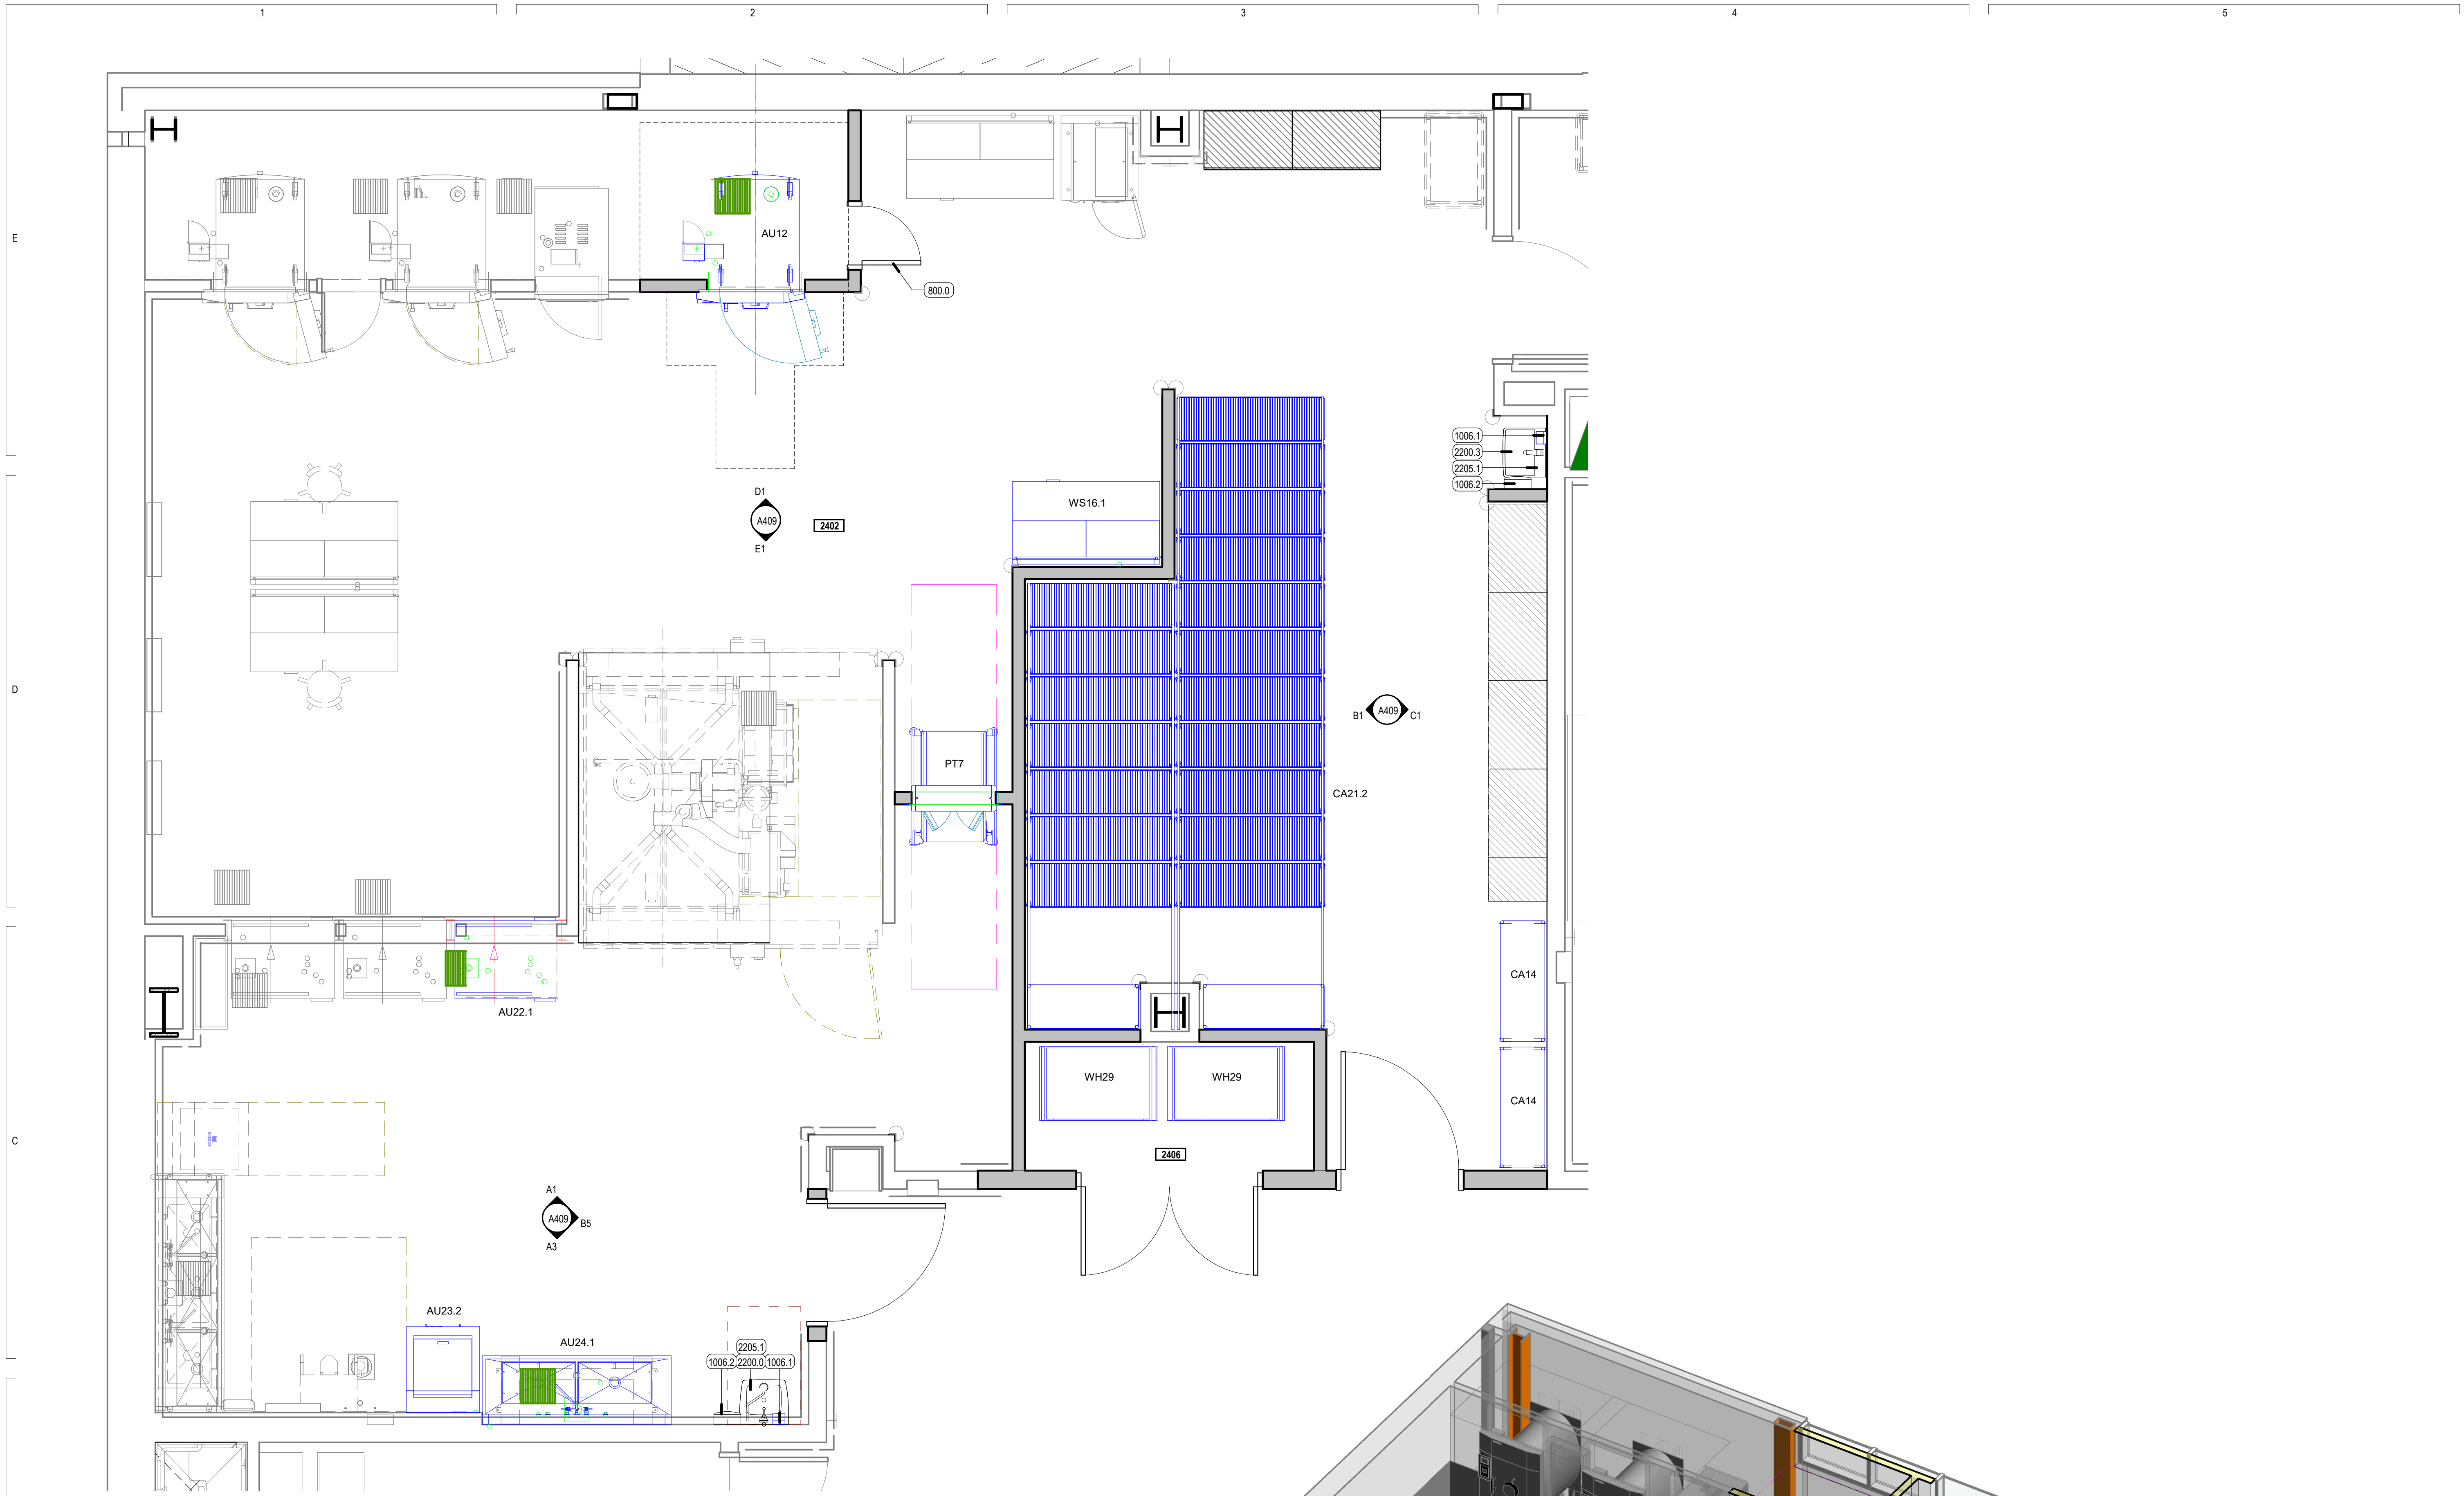 1 2 3 4 5
E
AU12
800.0
1006.1
2200.3
2205.1
1006.2
D1
A409
E1
2402
WS16.1
D
B1 A409 C1
PT7
CA21.2
CA14
AU22.1
WH29 WH29
CA14
C
2406
A1
A409 B5
A3
AU23.2
AU24.1
2205.1
1006.2 2200.0 1006.1